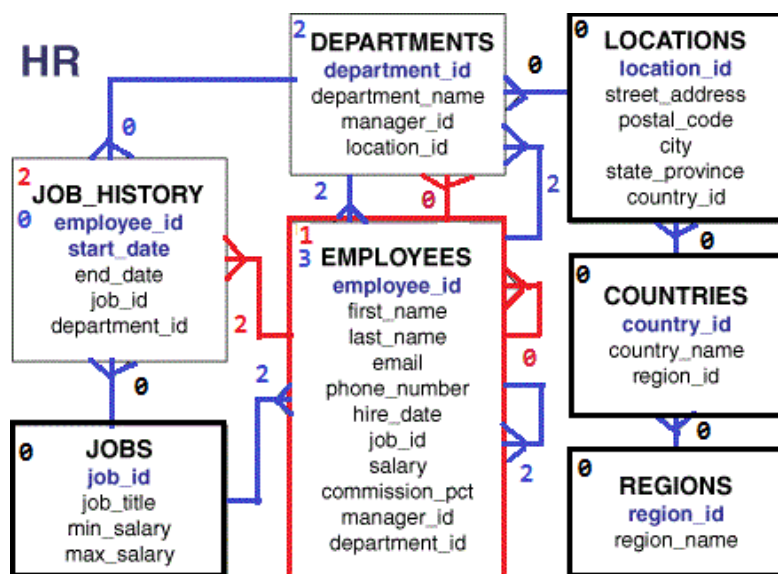 HR
2
DEPARTMENTS
department_id
department_name
manager_id
location_id
0
0
LOCATIONS
location_id
street_address
postal_code
city
state_province
country_id
0
2
JOB_HISTORY
0
employee_id
start_date
end_date
job_id
department_id
2
0
2
1
3
EMPLOYEES
employee_id
first_name
last_name
email
phone_number
hire_date
job_id
salary
commission_pct
manager_id
department_id
2
0
2
2
0
0
JOBS
job_id
job_title
min_salary
max_salary
0
0
COUNTRIES
country_id
country_name
region_id
0
0
REGIONS
region_id
region_name